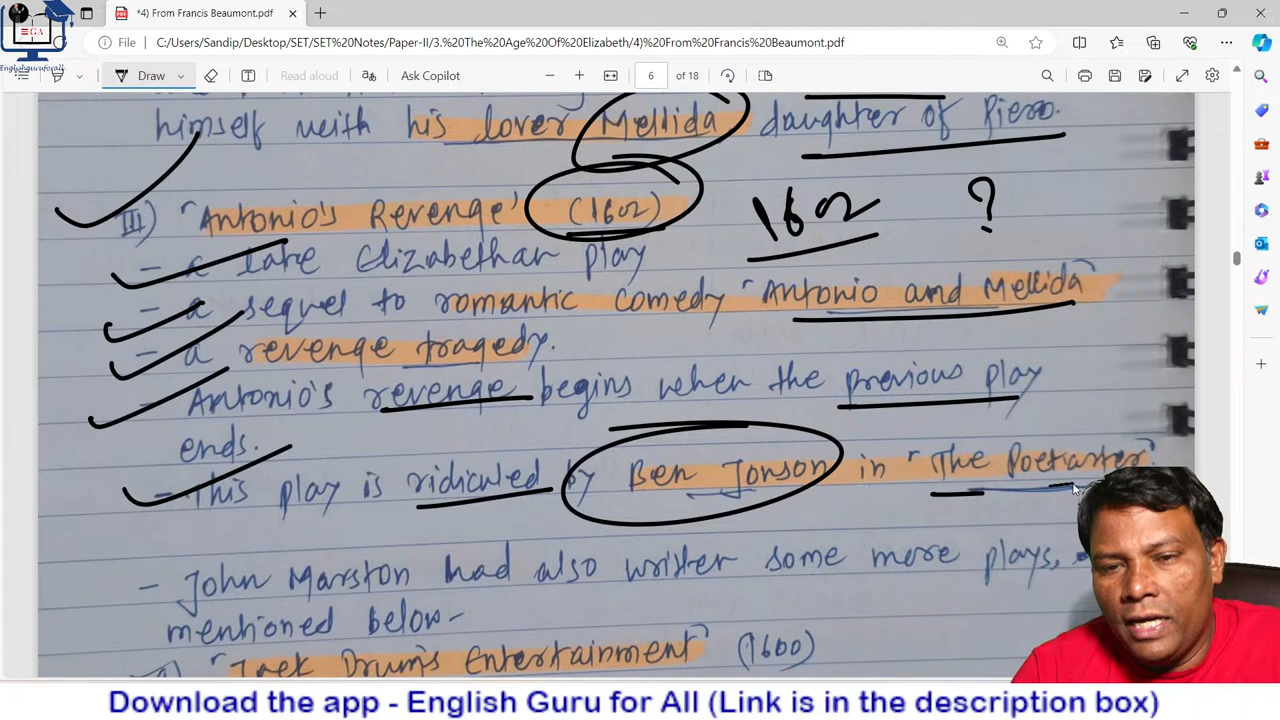 *4) From Francis Beaumont.pdf
File
C:/Users/Sandip/Desktop/SET/SET%20Notes/Paper-II/3.%20The%20Age%20Of%20Elizabeth/4)%20From%20Francis%20Beaumont.pdf
EGA
Englishguruforall
Draw
Read aloud
Ask Copilot
6 of 18
himself with his lover Mellida daughter of Piero.
III) "Antonio's Revenge' (1602) 1602 ?
- a late Elizabethan play
- a sequel to romantic comedy "Antonio and Mellida"
- a revenge tragedy.
- Antonio's revenge begins when the previous play
ends.
- This play is ridiculed by Ben Jonson in "The Poetaster".
- John Marston had also written some more plays,
mentioned below-
"Jack Drum's Entertainment" (1600)
Download the app - English Guru for All (Link is in the description box)